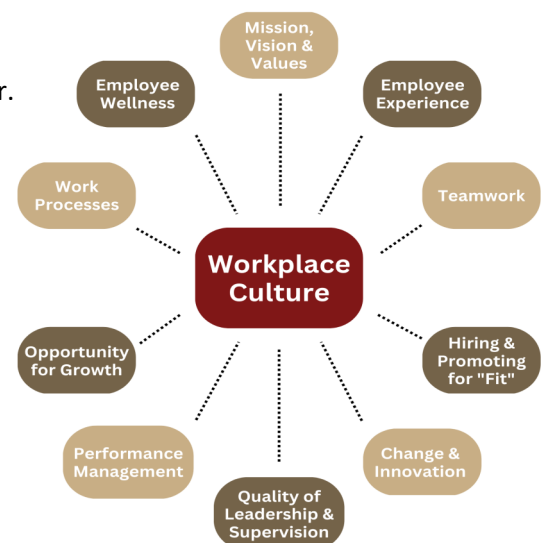 Mission,
Vision &
Values
r.
Employee
Wellness
Employee
Experience
Work
Processes
Teamwork
Workplace
Culture
Opportunity
for Growth
Hiring &
Promoting
for "Fit"
Performance
Management
Change &
Innovation
Quality of
Leadership &
Supervision